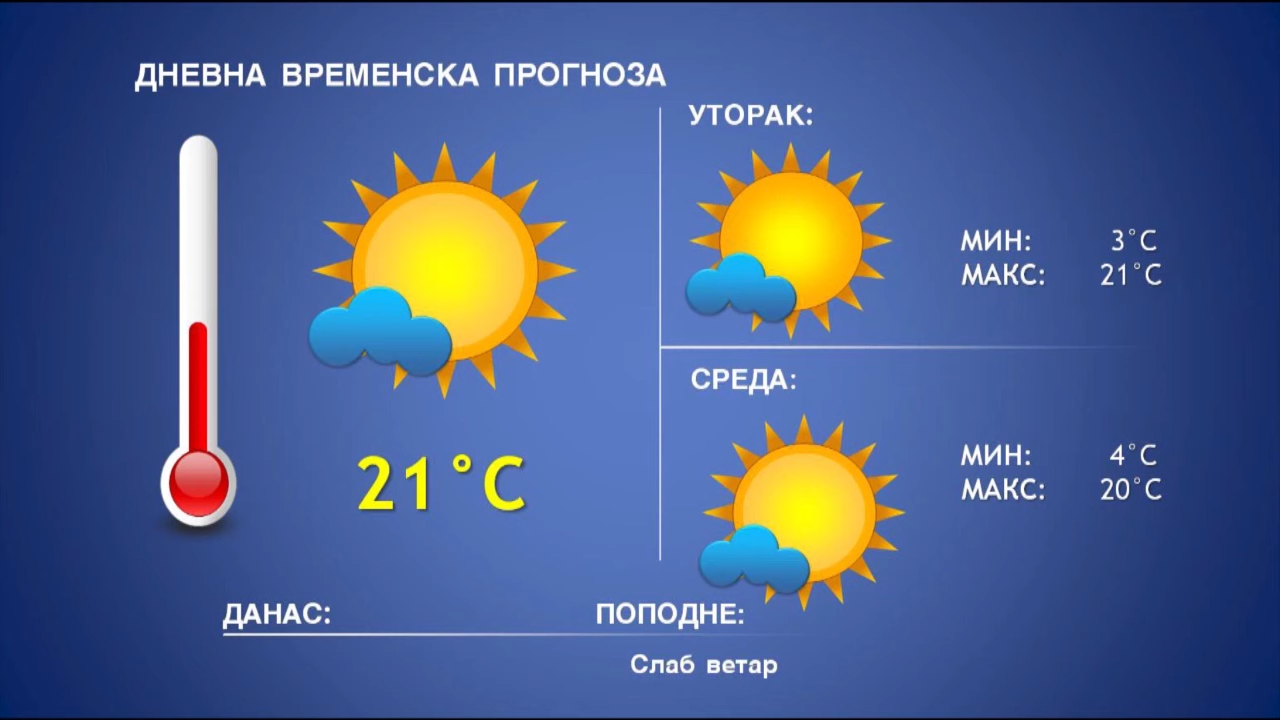 ДНЕВНА ВРЕМЕНСКА ПРОГНОЗА
21°C
УТОРАК:
МИН: 3°C
МАКС: 21°C
СРЕДА:
МИН: 4°C
МАКС: 20°C
ДАНАС: ПОПОДНЕ:
Слаб ветар